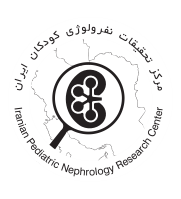 مرکز تحقیقات نفرولوژی کودکان ایران
Iranian Pediatric Nephrology Research Center